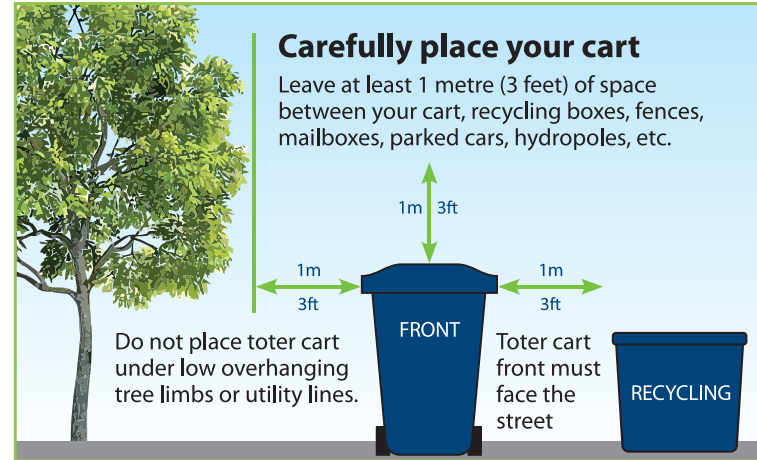 Carefully place your cart
Leave at least 1 metre (3 feet) of space
between your cart, recycling boxes, fences,
mailboxes, parked cars, hydropoles, etc.
1m 3ft
1m
3ft
1m
3ft
Do not place toter cart
under low overhanging
tree limbs or utility lines.
FRONT
Toter cart
front must
face the
street
RECYCLING